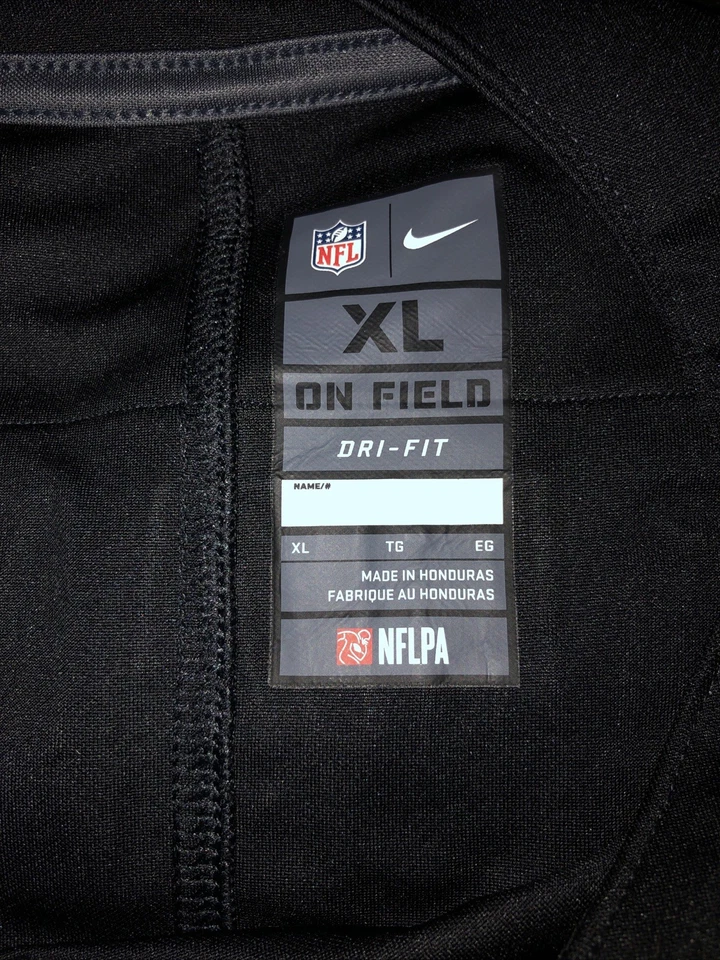 NFL
XL
ON FIELD
DRI-FIT
NAME/#
XL TG EG
MADE IN HONDURAS
FABRIQUE AU HONDURAS
NFLPA